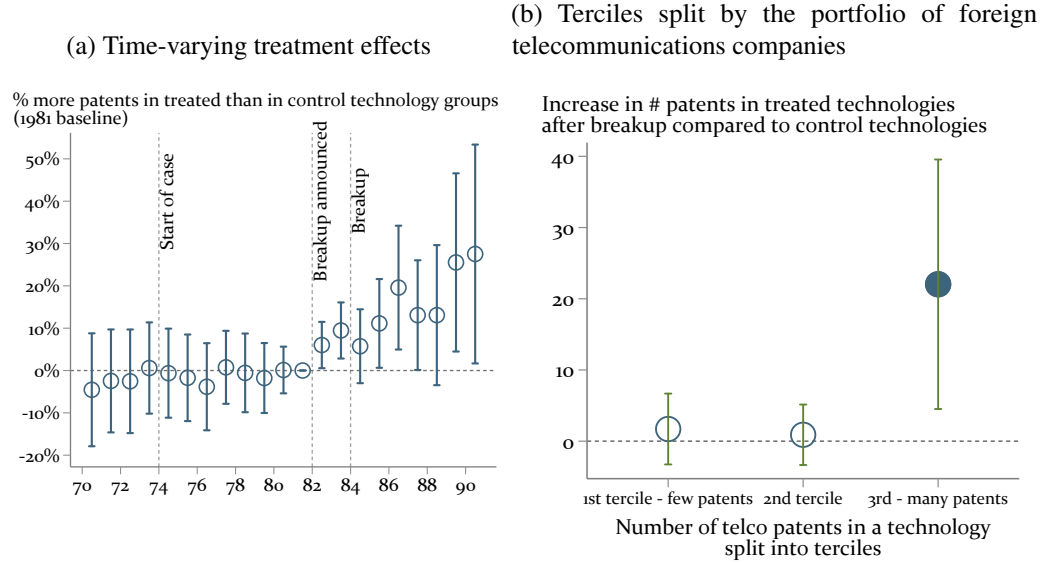 (a) Time-varying treatment effects
% more patents in treated than in control technology groups
(1981 baseline)
50%
40%
30%
20%
10%
0%
-10%
-20%
Start of case
Breakup announced
Breakup
70 72 74 76 78 80 82 84 86 88 90
(b) Terciles split by the portfolio of foreign
telecommunications companies
Increase in # patents in treated technologies
after breakup compared to control technologies
40
30
20
10
0
1st tercile - few patents 2nd tercile 3rd - many patents
Number of telco patents in a technology
split into terciles